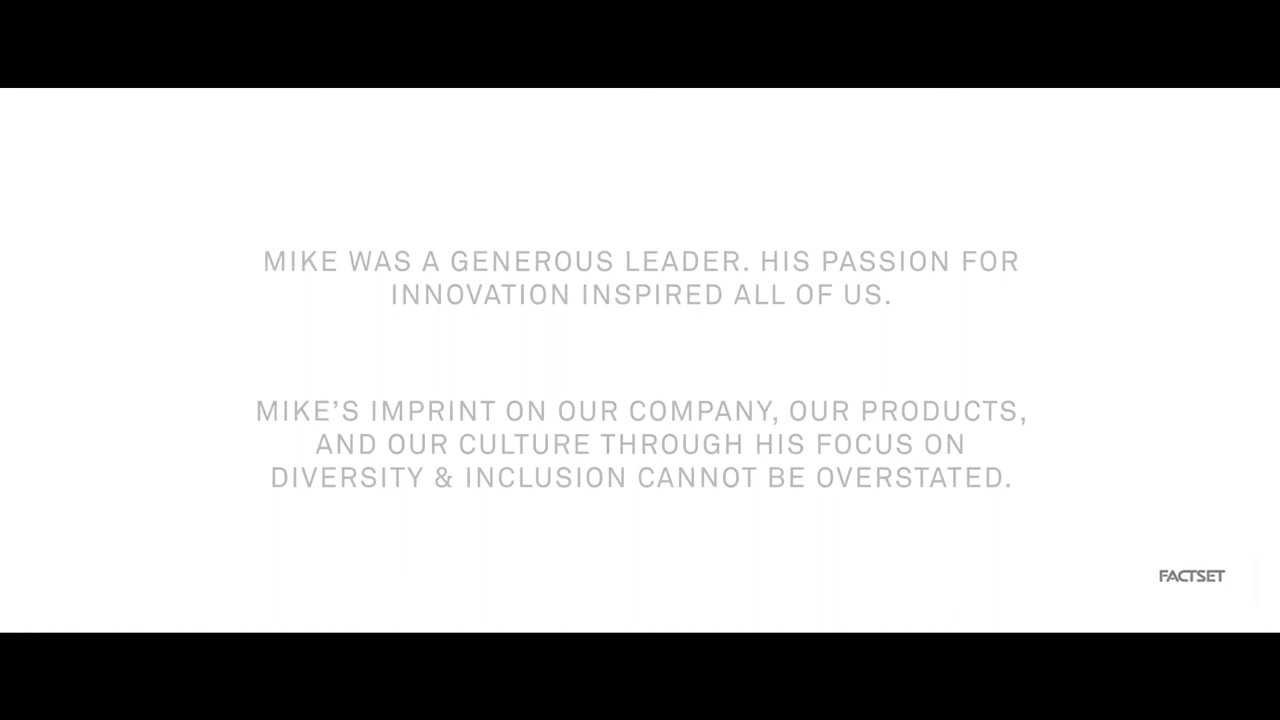 MIKE WAS A GENEROUS LEADER. HIS PASSION FOR
INNOVATION INSPIRED ALL OF US.
MIKE’S IMPRINT ON OUR COMPANY, OUR PRODUCTS,
AND OUR CULTURE THROUGH HIS FOCUS ON
DIVERSITY & INCLUSION CANNOT BE OVERSTATED.
FACTSET